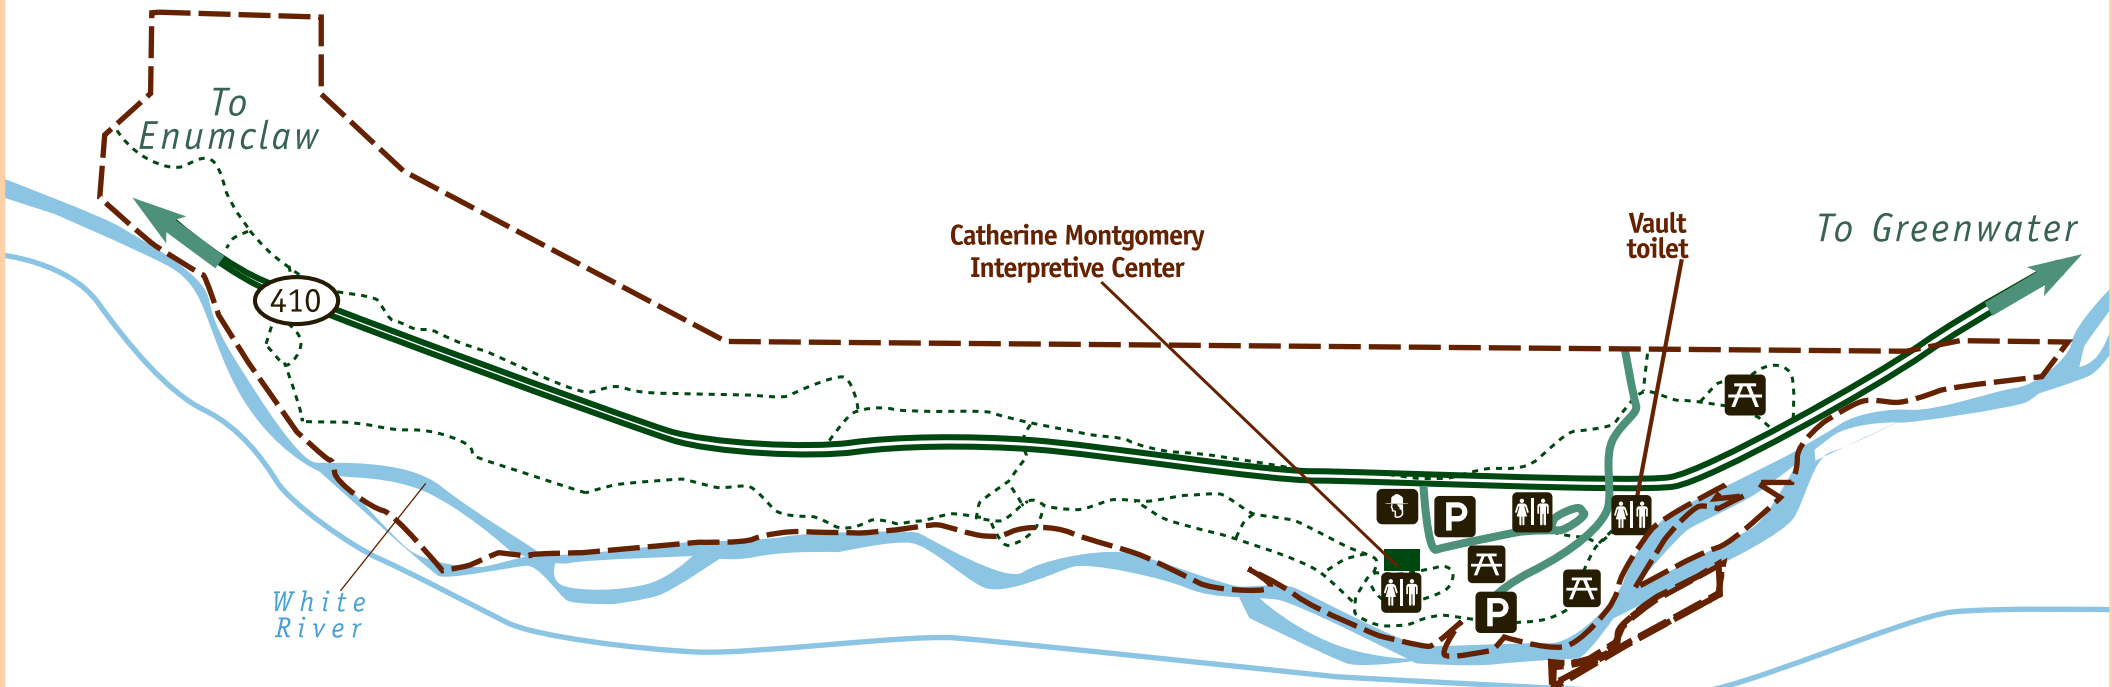 To
Enumclaw
410
Catherine Montgomery
Interpretive Center
Vault
toilet
To Greenwater
P
P
White
River